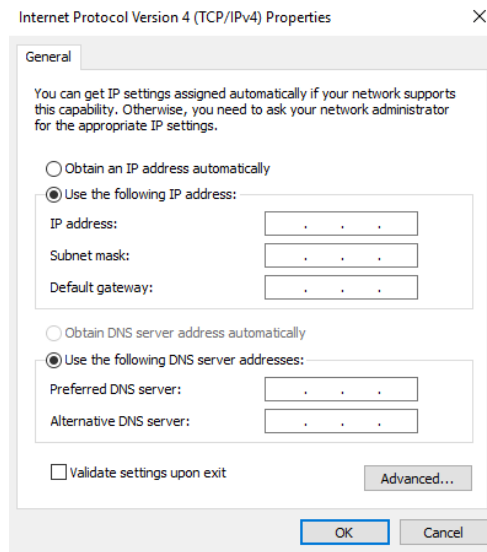 Internet Protocol Version 4 (TCP/IPv4) Properties
General
You can get IP settings assigned automatically if your network supports
this capability. Otherwise, you need to ask your network administrator
for the appropriate IP settings.
Obtain an IP address automatically
Use the following IP address:
IP address:
Subnet mask:
Default gateway:
Obtain DNS server address automatically
Use the following DNS server addresses:
Preferred DNS server:
Alternative DNS server:
Validate settings upon exit
Advanced...
OK Cancel